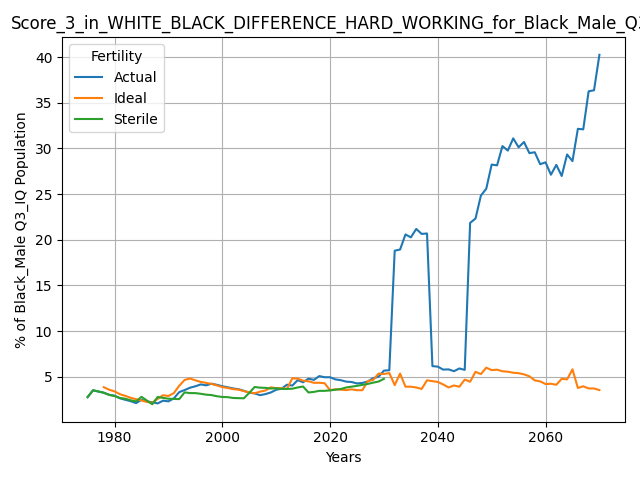 Score_3_in_WHITE_BLACK_DIFFERENCE_HARD_WORKING_for_Black_Male_Q3
Fertility
Actual
Ideal
Sterile
% of Black_Male Q3_IQ Population
40
35
30
25
20
15
10
5
1980 2000 2020 2040 2060
Years